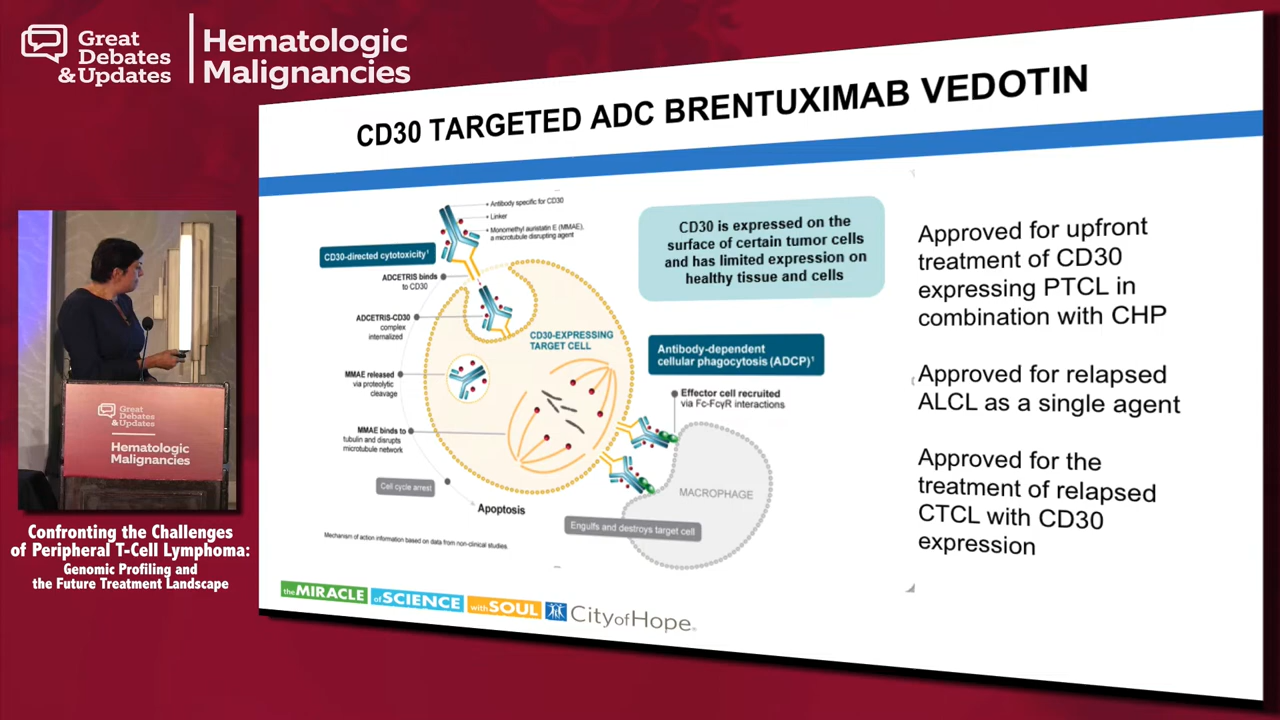 Great
Debates
& Updates
Hematologic
Malignancies
CD30 TARGETED ADC BRENTUXIMAB VEDOTIN
• Antibody specific for CD30
• Linker
• Monomethyl auristatin E (MMAE),
a microtubule disrupting agent
CD30-directed cytotoxicity¹
ADCETRIS binds
to CD30
ADCETRIS-CD30
complex
internalized
MMAE released
via proteolytic
cleavage
MMAE binds to
tubulin and disrupts
microtubule network
Cell cycle arrest
Apoptosis
CD30-EXPRESSING
TARGET CELL
CD30 is expressed on the
surface of certain tumor cells
and has limited expression on
healthy tissue and cells
Antibody-dependent
cellular phagocytosis (ADCP)¹
Effector cell recruited
via Fc-FcγR interactions
MACROPHAGE
Engulfs and destroys target cell
Mechanism of action information based on data from non-clinical studies.
Approved for upfront
treatment of CD30
expressing PTCL in
combination with CHP
Approved for relapsed
ALCL as a single agent
Approved for the
treatment of relapsed
CTCL with CD30
expression
the MIRACLE of SCIENCE with SOUL City of Hope.
Great
Debates
& Updates
Hematologic
Malignancies
Confronting the Challenges
of Peripheral T-Cell Lymphoma:
Genomic Profiling and
the Future Treatment Landscape